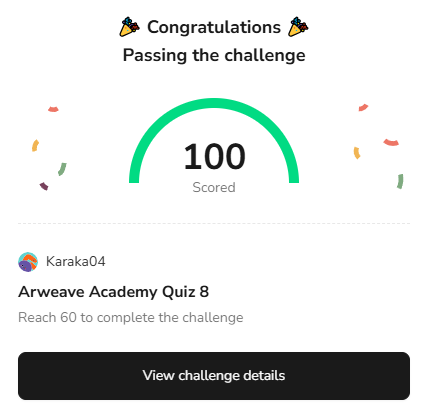 🎉 Congratulations 🎉
Passing the challenge
100
Scored
Karaka04
Arweave Academy Quiz 8
Reach 60 to complete the challenge
View challenge details